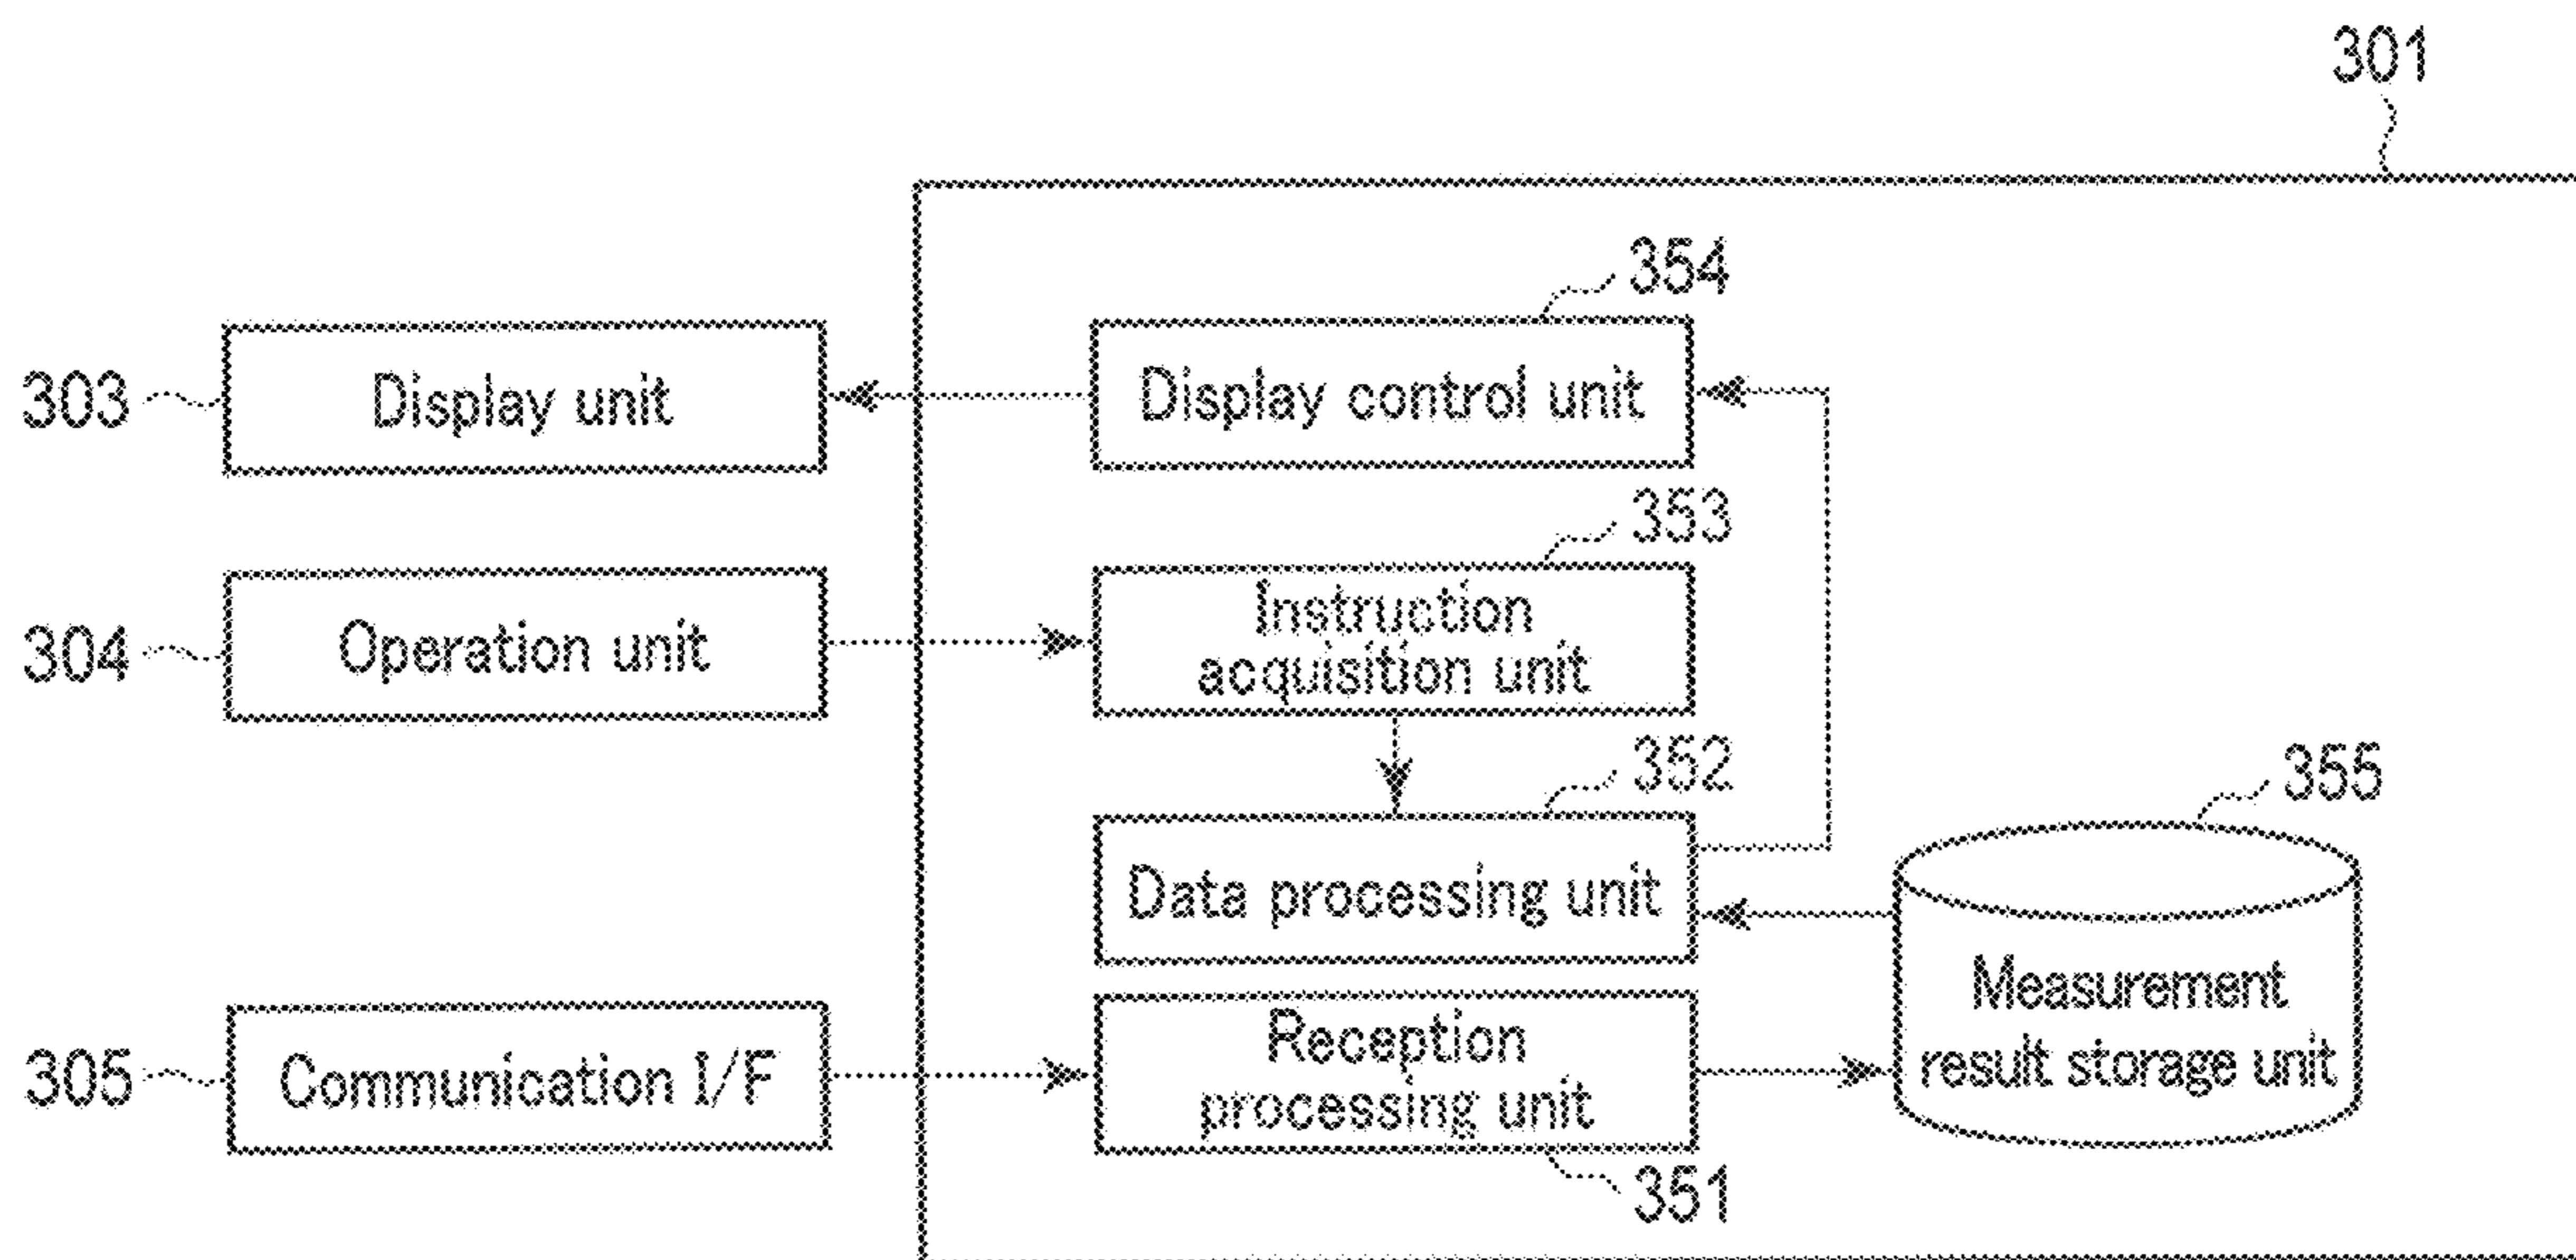 301
354
303
Display unit
Display control unit
353
304
Operation unit
Instruction
acquisition unit
352
355
Data processing unit
Measurement
result storage unit
305
Communication I/F
Reception
processing unit
351